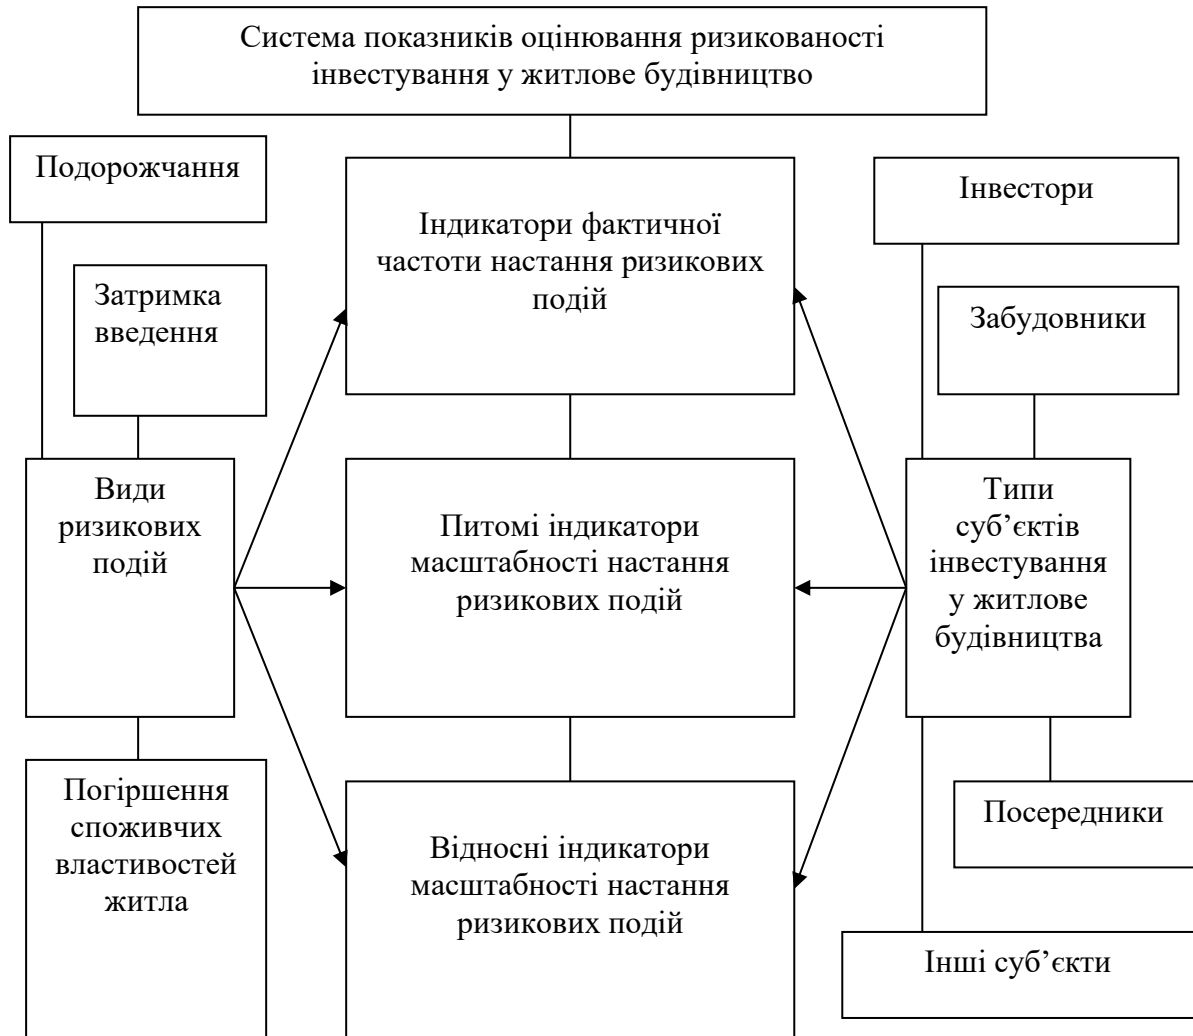 Система показників оцінювання ризикованості
інвестування у житлове будівництво
Подорожчання
Затримка
введення
Види
ризикових
подій
Погіршення
споживчих
властивостей
житла
Індикатори фактичної
частоти настання ризикових
подій
Питомі індикатори
масштабності настання
ризикових подій
Відносні індикатори
масштабності настання
ризикових подій
Інвестори
Забудовники
Типи
суб’єктів
інвестування
у житлове
будівництва
Посередники
Інші суб’єкти